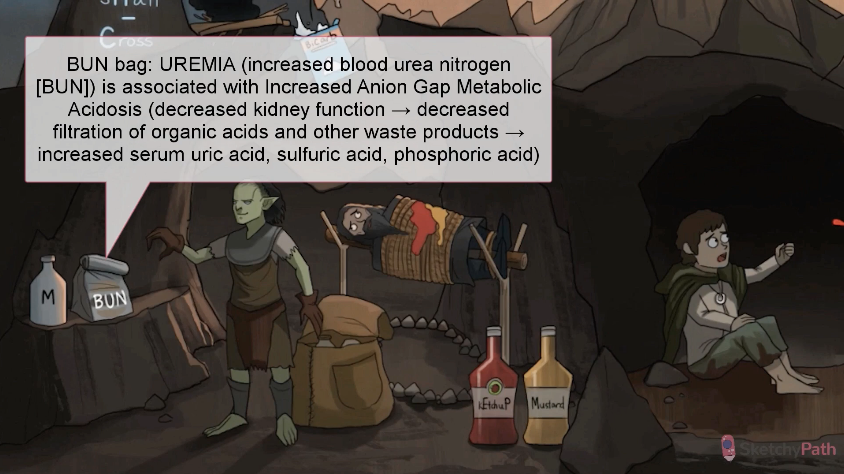 Cross
Bicarb
BUN bag: UREMIA (increased blood urea nitrogen
[BUN]) is associated with Increased Anion Gap Metabolic
Acidosis (decreased kidney function → decreased
filtration of organic acids and other waste products →
increased serum uric acid, sulfuric acid, phosphoric acid)
M
BUN
kEtchuP
Mustard
SketchyPath